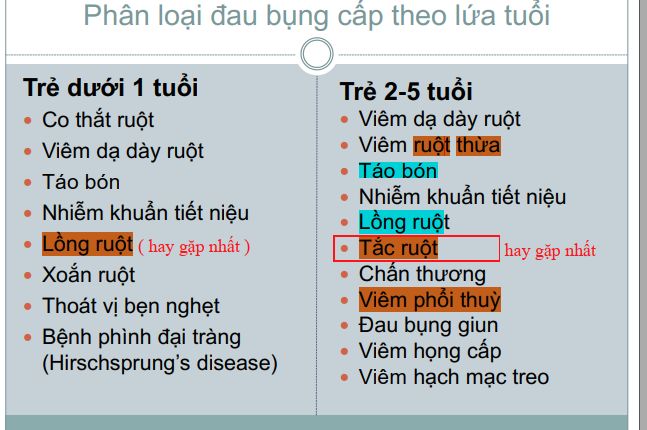 Phân loại đau bụng cấp theo lứa tuổi
Trẻ dưới 1 tuổi
• Co thắt ruột
• Viêm dạ dày ruột
• Táo bón
• Nhiễm khuẩn tiết niệu
• Lồng ruột ( hay gặp nhất )
• Xoắn ruột
• Thoát vị bẹn nghẹt
• Bệnh phình đại tràng
(Hirschsprung's disease)
Trẻ 2-5 tuổi
• Viêm dạ dày ruột
• Viêm ruột thừa
• Táo bón
• Nhiễm khuẩn tiết niệu
• Lồng ruột
• Tắc ruột hay gặp nhất
• Chấn thương
• Viêm phổi thuỳ
• Đau bụng giun
• Viêm họng cấp
• Viêm hạch mạc treo